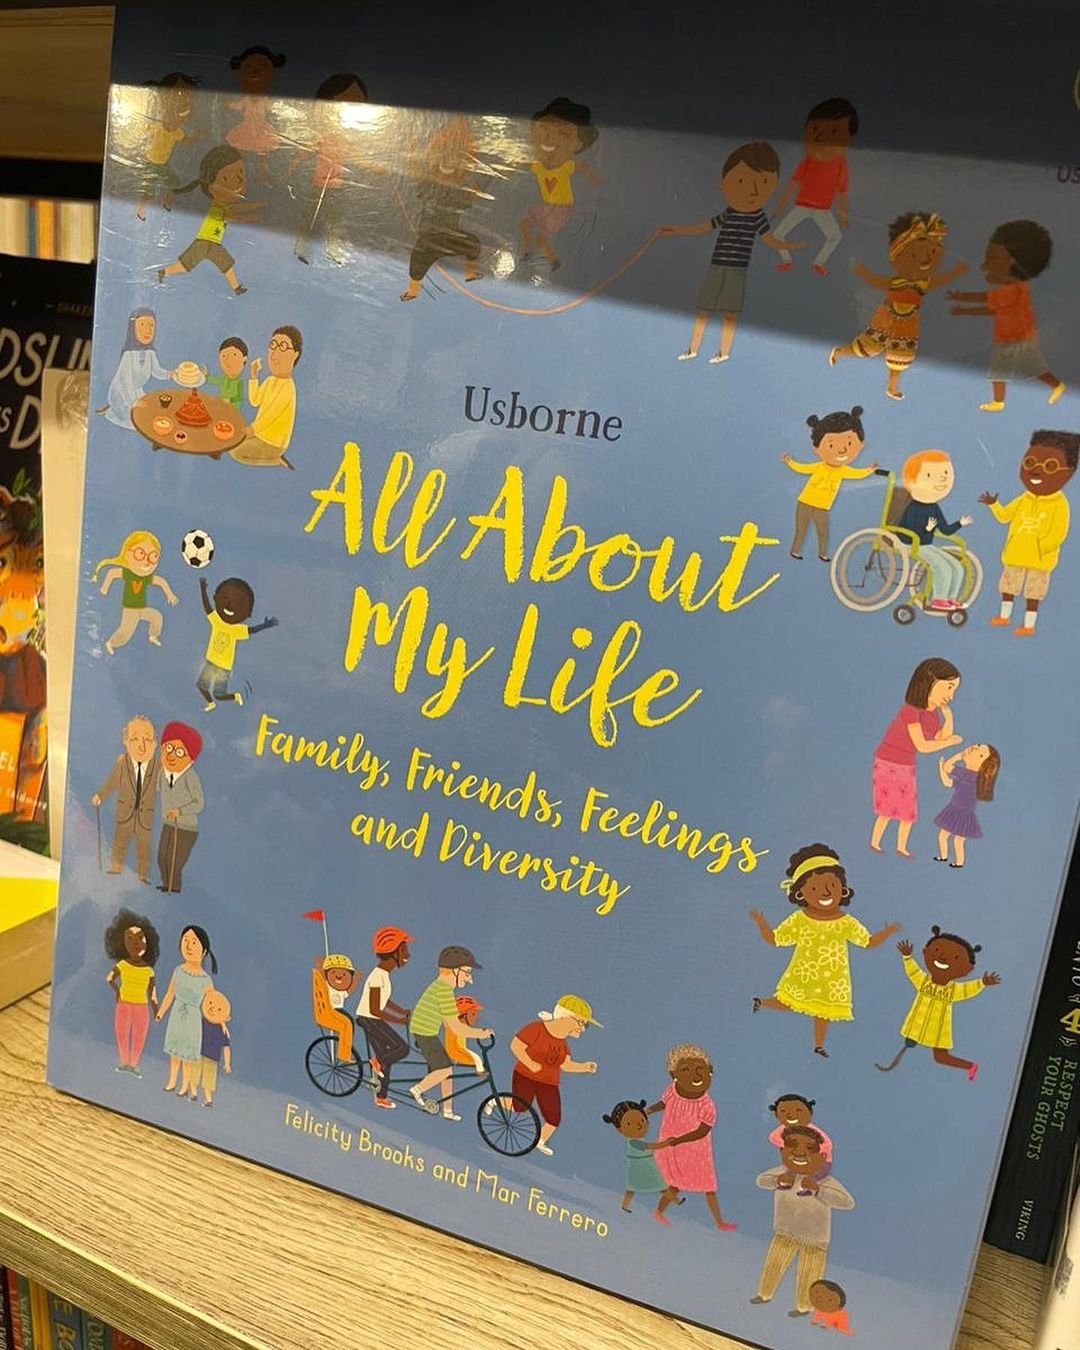 Usborne
All About
My Life
Family, Friends, Feelings
and Diversity
Felicity Brooks and Mar Ferrero
RESPECT
YOUR GHOSTS
VIKING